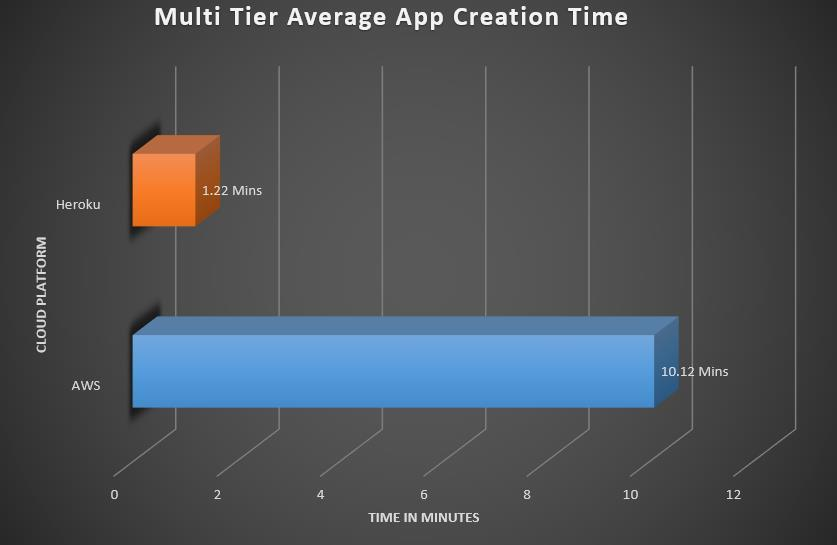 Multi Tier Average App Creation Time
Heroku
1.22 Mins
CLOUD PLATFORM
AWS
10.12 Mins
0 2 4 6 8 10 12
TIME IN MINUTES